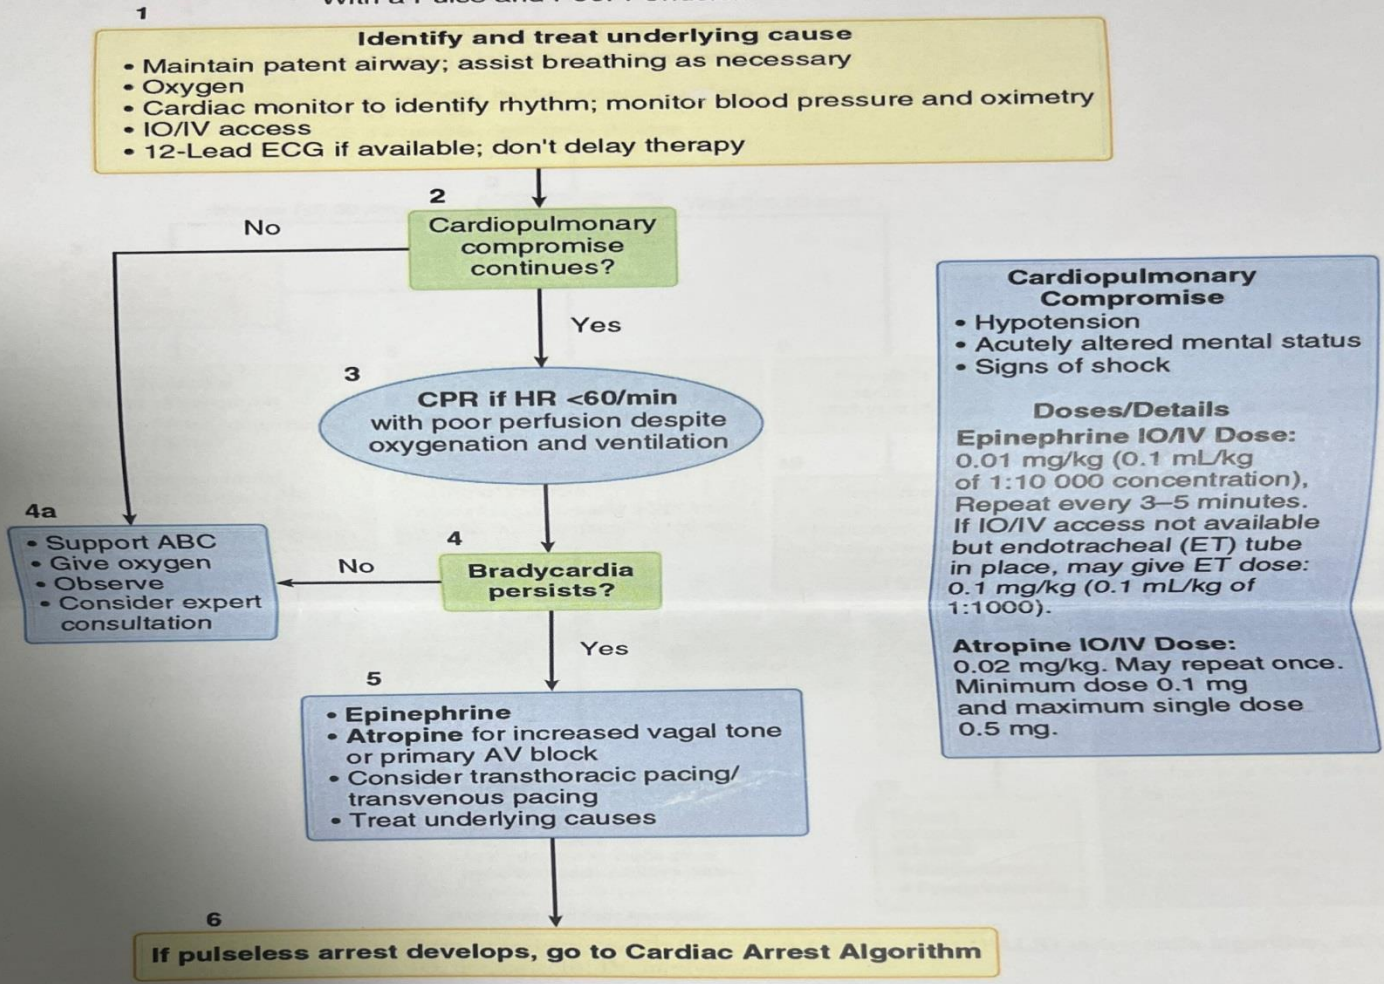 1
Identify and treat underlying cause
• Maintain patent airway; assist breathing as necessary
• Oxygen
• Cardiac monitor to identify rhythm; monitor blood pressure and oximetry
• IO/IV access
• 12-Lead ECG if available; don't delay therapy
2
Cardiopulmonary
compromise
continues?
No
Yes
3
CPR if HR <60/min
with poor perfusion despite
oxygenation and ventilation
4a
• Support ABC
• Give oxygen
• Observe
• Consider expert
consultation
No
4
Bradycardia
persists?
Yes
5
• Epinephrine
• Atropine for increased vagal tone
or primary AV block
• Consider transthoracic pacing/
transvenous pacing
• Treat underlying causes
6
If pulseless arrest develops, go to Cardiac Arrest Algorithm
Cardiopulmonary
Compromise
• Hypotension
• Acutely altered mental status
• Signs of shock
Doses/Details
Epinephrine IO/IV Dose:
0.01 mg/kg (0.1 mL/kg
of 1:10 000 concentration),
Repeat every 3–5 minutes.
If IO/IV access not available
but endotracheal (ET) tube
in place, may give ET dose:
0.1 mg/kg (0.1 mL/kg of
1:1000).
Atropine IO/IV Dose:
0.02 mg/kg. May repeat once.
Minimum dose 0.1 mg
and maximum single dose
0.5 mg.